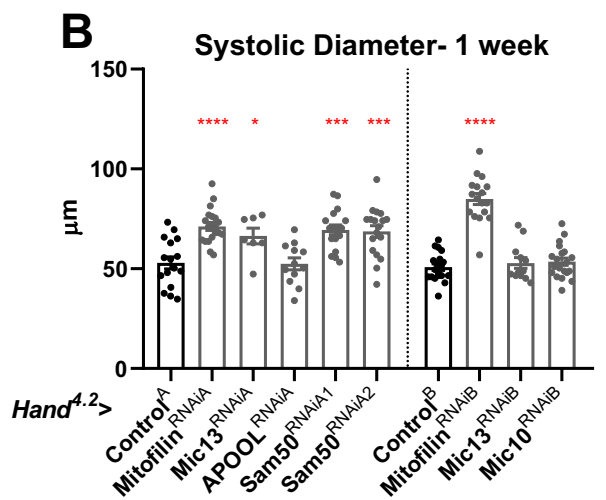 B
Systolic Diameter- 1 week
150
**** * *** *** ****
100
μm
50
0
Hand4.2>
ControlA
MitofilinRNAiA
Mic13RNAiA
APOOLRNAiA
Sam50RNAiA1
Sam50RNAiA2
ControlB
MitofilinRNAiB
Mic13RNAiB
Mic10RNAiB